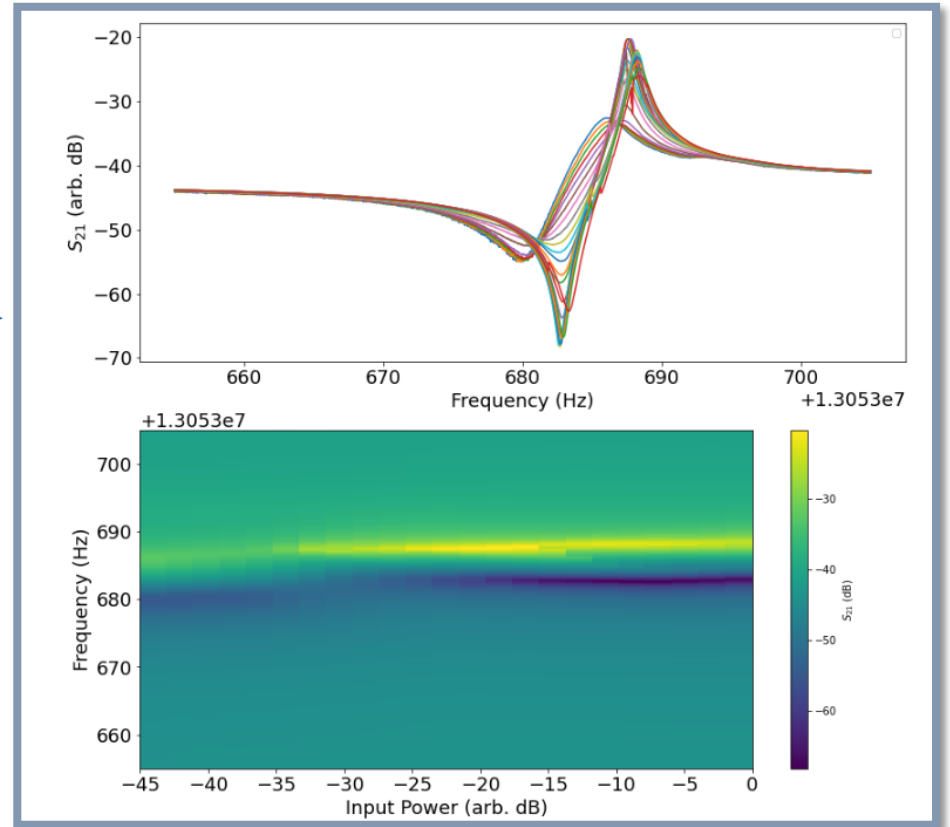 −20
−30
−40
−50
−60
−70
S21 (arb. dB)
660 670 680 690 700
Frequency (Hz)
+1.3053e7
+1.3053e7
700
690
680
670
660
Frequency (Hz)
−45 −40 −35 −30 −25 −20 −15 −10 −5 0
Input Power (arb. dB)
−30
−40
−50
−60
S21 (dB)